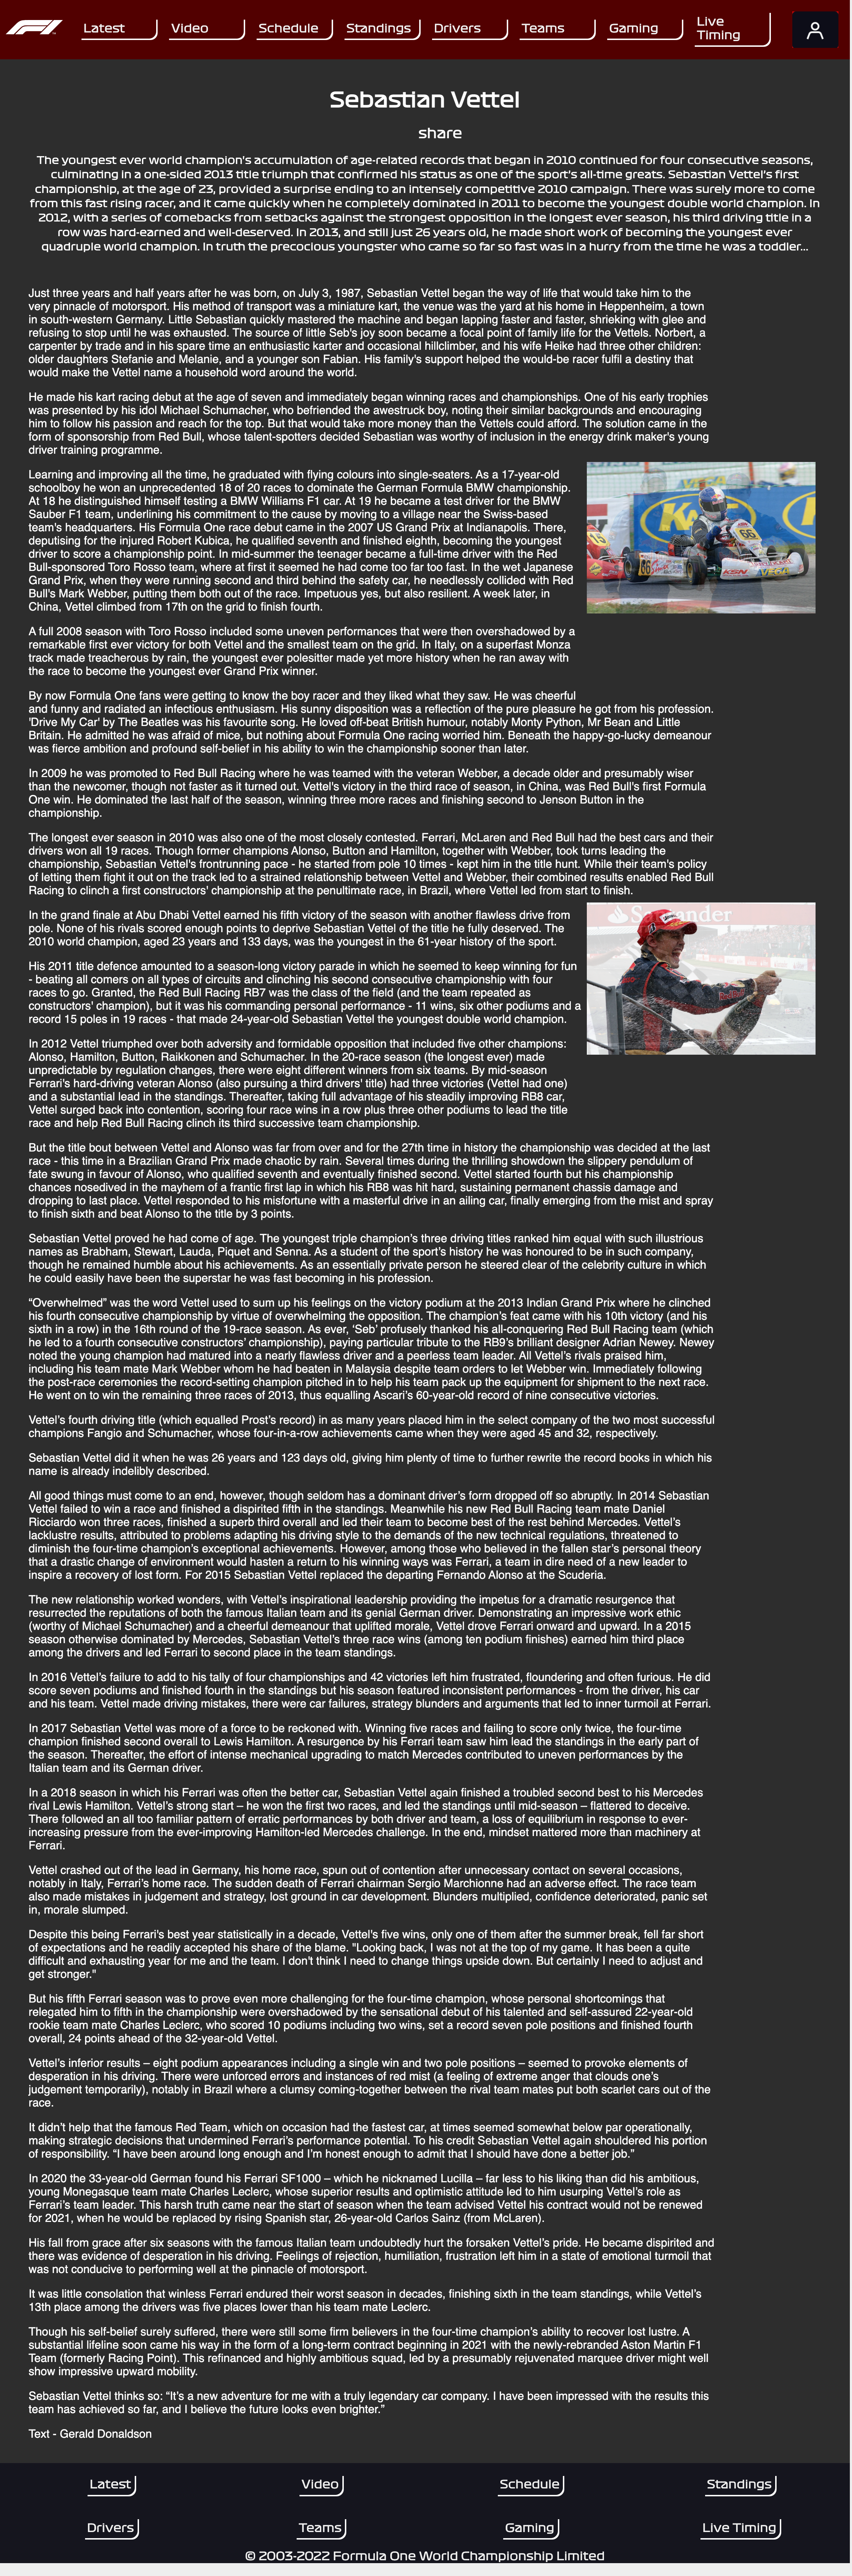 F1
Latest
Video
Schedule
Standings
Drivers
Teams
Gaming
Live
Timing
Sebastian Vettel
share
The youngest ever world champion's accumulation of age-related records that began in 2010 continued for four consecutive seasons,
culminating in a one-sided 2013 title triumph that confirmed his status as one of the sport's all-time greats. Sebastian Vettel's first
championship, at the age of 23, provided a surprise ending to an intensely competitive 2010 campaign. There was surely more to come
from this fast rising racer, and it came quickly when he completely dominated in 2011 to become the youngest double world champion. In
2012, with a series of comebacks from setbacks against the strongest opposition in the longest ever season, his third driving title in a
row was hard-earned and well-deserved. In 2013, and still just 26 years old, he made short work of becoming the youngest ever
quadruple world champion. In truth the precocious youngster who came so far so fast was in a hurry from the time he was a toddler...
Just three years and half years after he was born, on July 3, 1987, Sebastian Vettel began the way of life that would take him to the
very pinnacle of motorsport. His method of transport was a miniature kart, the venue was the yard at his home in Heppenheim, a town
in south-western Germany. Little Sebastian quickly mastered the machine and began lapping faster and faster, shrieking with glee and
refusing to stop until he was exhausted. The source of little Seb's joy soon became a focal point of family life for the Vettels. Norbert, a
carpenter by trade and in his spare time an enthusiastic karter and occasional hillclimber, and his wife Heike had three other children:
older daughters Stefanie and Melanie, and a younger son Fabian. His family's support helped the would-be racer fulfil a destiny that
would make the Vettel name a household word around the world.
He made his kart racing debut at the age of seven and immediately began winning races and championships. One of his early trophies
was presented by his idol Michael Schumacher, who befriended the awestruck boy, noting their similar backgrounds and encouraging
him to follow his passion and reach for the top. But that would take more money than the Vettels could afford. The solution came in the
form of sponsorship from Red Bull, whose talent-spotters decided Sebastian was worthy of inclusion in the energy drink maker's young
driver training programme.
Learning and improving all the time, he graduated with flying colours into single-seaters. As a 17-year-old
schoolboy he won an unprecedented 18 of 20 races to dominate the German Formula BMW championship.
At 18 he distinguished himself testing a BMW Williams F1 car. At 19 he became a test driver for the BMW
Sauber F1 team, underlining his commitment to the cause by moving to a village near the Swiss-based
team's headquarters. His Formula One race debut came in the 2007 US Grand Prix at Indianapolis. There,
deputising for the injured Robert Kubica, he qualified seventh and finished eighth, becoming the youngest
driver to score a championship point. In mid-summer the teenager became a full-time driver with the Red
Bull-sponsored Toro Rosso team, where at first it seemed he had come too far too fast. In the wet Japanese
Grand Prix, when they were running second and third behind the safety car, he needlessly collided with Red
Bull's Mark Webber, putting them both out of the race. Impetuous yes, but also resilient. A week later, in
China, Vettel climbed from 17th on the grid to finish fourth.
66
KSN
VEGA
A full 2008 season with Toro Rosso included some uneven performances that were then overshadowed by a
remarkable first ever victory for both Vettel and the smallest team on the grid. In Italy, on a superfast Monza
track made treacherous by rain, the youngest ever polesitter made yet more history when he ran away with
the race to become the youngest ever Grand Prix winner.
By now Formula One fans were getting to know the boy racer and they liked what they saw. He was cheerful
and funny and radiated an infectious enthusiasm. His sunny disposition was a reflection of the pure pleasure he got from his profession.
'Drive My Car' by The Beatles was his favourite song. He loved off-beat British humour, notably Monty Python, Mr Bean and Little
Britain. He admitted he was afraid of mice, but nothing about Formula One racing worried him. Beneath the happy-go-lucky demeanour
was fierce ambition and profound self-belief in his ability to win the championship sooner than later.
In 2009 he was promoted to Red Bull Racing where he was teamed with the veteran Webber, a decade older and presumably wiser
than the newcomer, though not faster as it turned out. Vettel's victory in the third race of season, in China, was Red Bull's first Formula
One win. He dominated the last half of the season, winning three more races and finishing second to Jenson Button in the
championship.
The longest ever season in 2010 was also one of the most closely contested. Ferrari, McLaren and Red Bull had the best cars and their
drivers won all 19 races. Though former champions Alonso, Button and Hamilton, together with Webber, took turns leading the
championship, Sebastian Vettel's frontrunning pace - he started from pole 10 times - kept him in the title hunt. While their team's policy
of letting them fight it out on the track led to a strained relationship between Vettel and Webber, their combined results enabled Red Bull
Racing to clinch a first constructors' championship at the penultimate race, in Brazil, where Vettel led from start to finish.
In the grand finale at Abu Dhabi Vettel earned his fifth victory of the season with another flawless drive from
pole. None of his rivals scored enough points to deprive Sebastian Vettel of the title he fully deserved. The
2010 world champion, aged 23 years and 133 days, was the youngest in the 61-year history of the sport.
Santander
His 2011 title defence amounted to a season-long victory parade in which he seemed to keep winning for fun
- beating all comers on all types of circuits and clinching his second consecutive championship with four
races to go. Granted, the Red Bull Racing RB7 was the class of the field (and the team repeated as
constructors' champion), but it was his commanding personal performance - 11 wins, six other podiums and a
record 15 poles in 19 races - that made 24-year-old Sebastian Vettel the youngest double world champion.
In 2012 Vettel triumphed over both adversity and formidable opposition that included five other champions:
Alonso, Hamilton, Button, Raikkonen and Schumacher. In the 20-race season (the longest ever) made
unpredictable by regulation changes, there were eight different winners from six teams. By mid-season
Ferrari's hard-driving veteran Alonso (also pursuing a third drivers' title) had three victories (Vettel had one)
and a substantial lead in the standings. Thereafter, taking full advantage of his steadily improving RB8 car,
Vettel surged back into contention, scoring four race wins in a row plus three other podiums to lead the title
race and help Red Bull Racing clinch its third successive team championship.
But the title bout between Vettel and Alonso was far from over and for the 27th time in history the championship was decided at the last
race - this time in a Brazilian Grand Prix made chaotic by rain. Several times during the thrilling showdown the slippery pendulum of
fate swung in favour of Alonso, who qualified seventh and eventually finished second. Vettel started fourth but his championship
chances nosedived in the mayhem of a frantic first lap in which his RB8 was hit hard, sustaining permanent chassis damage and
dropping to last place. Vettel responded to his misfortune with a masterful drive in an ailing car, finally emerging from the mist and spray
to finish sixth and beat Alonso to the title by 3 points.
Sebastian Vettel proved he had come of age. The youngest triple champion's three driving titles ranked him equal with such illustrious
names as Brabham, Stewart, Lauda, Piquet and Senna. As a student of the sport's history he was honoured to be in such company,
though he remained humble about his achievements. As an essentially private person he steered clear of the celebrity culture in which
he could easily have been the superstar he was fast becoming in his profession.
“Overwhelmed” was the word Vettel used to sum up his feelings on the victory podium at the 2013 Indian Grand Prix where he clinched
his fourth consecutive championship by virtue of overwhelming the opposition. The champion's feat came with his 10th victory (and his
sixth in a row) in the 16th round of the 19-race season. As ever, ‘Seb’ profusely thanked his all-conquering Red Bull Racing team (which
he led to a fourth consecutive constructors’ championship), paying particular tribute to the RB9’s brilliant designer Adrian Newey. Newey
noted the young champion had matured into a nearly flawless driver and a peerless team leader. All Vettel’s rivals praised him,
including his team mate Mark Webber whom he had beaten in Malaysia despite team orders to let Webber win. Immediately following
the post-race ceremonies the record-setting champion pitched in to help his team pack up the equipment for shipment to the next race.
He went on to win the remaining three races of 2013, thus equalling Ascari’s 60-year-old record of nine consecutive victories.
Vettel’s fourth driving title (which equalled Prost’s record) in as many years placed him in the select company of the two most successful
champions Fangio and Schumacher, whose four-in-a-row achievements came when they were aged 45 and 32, respectively.
Sebastian Vettel did it when he was 26 years and 123 days old, giving him plenty of time to further rewrite the record books in which his
name is already indelibly described.
All good things must come to an end, however, though seldom has a dominant driver’s form dropped off so abruptly. In 2014 Sebastian
Vettel failed to win a race and finished a dispirited fifth in the standings. Meanwhile his new Red Bull Racing team mate Daniel
Ricciardo won three races, finished a superb third overall and led their team to become best of the rest behind Mercedes. Vettel’s
lacklustre results, attributed to problems adapting his driving style to the demands of the new technical regulations, threatened to
diminish the four-time champion’s exceptional achievements. However, among those who believed in the fallen star’s personal theory
that a drastic change of environment would hasten a return to his winning ways was Ferrari, a team in dire need of a new leader to
inspire a recovery of lost form. For 2015 Sebastian Vettel replaced the departing Fernando Alonso at the Scuderia.
The new relationship worked wonders, with Vettel’s inspirational leadership providing the impetus for a dramatic resurgence that
resurrected the reputations of both the famous Italian team and its genial German driver. Demonstrating an impressive work ethic
(worthy of Michael Schumacher) and a cheerful demeanour that uplifted morale, Vettel drove Ferrari onward and upward. In a 2015
season otherwise dominated by Mercedes, Sebastian Vettel’s three race wins (among ten podium finishes) earned him third place
among the drivers and led Ferrari to second place in the team standings.
In 2016 Vettel’s failure to add to his tally of four championships and 42 victories left him frustrated, floundering and often furious. He did
score seven podiums and finished fourth in the standings but his season featured inconsistent performances - from the driver, his car
and his team. Vettel made driving mistakes, there were car failures, strategy blunders and arguments that led to inner turmoil at Ferrari.
In 2017 Sebastian Vettel was more of a force to be reckoned with. Winning five races and failing to score only twice, the four-time
champion finished second overall to Lewis Hamilton. A resurgence by his Ferrari team saw him lead the standings in the early part of
the season. Thereafter, the effort of intense mechanical upgrading to match Mercedes contributed to uneven performances by the
Italian team and its German driver.
In a 2018 season in which his Ferrari was often the better car, Sebastian Vettel again finished a troubled second best to his Mercedes
rival Lewis Hamilton. Vettel’s strong start – he won the first two races, and led the standings until mid-season – flattered to deceive.
There followed an all too familiar pattern of erratic performances by both driver and team, a loss of equilibrium in response to ever-
increasing pressure from the ever-improving Hamilton-led Mercedes challenge. In the end, mindset mattered more than machinery at
Ferrari.
Vettel crashed out of the lead in Germany, his home race, spun out of contention after unnecessary contact on several occasions,
notably in Italy, Ferrari’s home race. The sudden death of Ferrari chairman Sergio Marchionne had an adverse effect. The race team
also made mistakes in judgement and strategy, lost ground in car development. Blunders multiplied, confidence deteriorated, panic set
in, morale slumped.
Despite this being Ferrari’s best year statistically in a decade, Vettel’s five wins, only one of them after the summer break, fell far short
of expectations and he readily accepted his share of the blame. "Looking back, I was not at the top of my game. It has been a quite
difficult and exhausting year for me and the team. I don't think I need to change things upside down. But certainly I need to adjust and
get stronger."
But his fifth Ferrari season was to prove even more challenging for the four-time champion, whose personal shortcomings that
relegated him to fifth in the championship were overshadowed by the sensational debut of his talented and self-assured 22-year-old
rookie team mate Charles Leclerc, who scored 10 podiums including two wins, set a record seven pole positions and finished fourth
overall, 24 points ahead of the 32-year-old Vettel.
Vettel’s inferior results – eight podium appearances including a single win and two pole positions – seemed to provoke elements of
desperation in his driving. There were unforced errors and instances of red mist (a feeling of extreme anger that clouds one’s
judgement temporarily), notably in Brazil where a clumsy coming-together between the rival team mates put both scarlet cars out of the
race.
It didn’t help that the famous Red Team, which on occasion had the fastest car, at times seemed somewhat below par operationally,
making strategic decisions that undermined Ferrari’s performance potential. To his credit Sebastian Vettel again shouldered his portion
of responsibility. “I have been around long enough and I’m honest enough to admit that I should have done a better job.”
In 2020 the 33-year-old German found his Ferrari SF1000 – which he nicknamed Lucilla – far less to his liking than did his ambitious,
young Monegasque team mate Charles Leclerc, whose superior results and optimistic attitude led to him usurping Vettel’s role as
Ferrari’s team leader. This harsh truth came near the start of season when the team advised Vettel his contract would not be renewed
for 2021, when he would be replaced by rising Spanish star, 26-year-old Carlos Sainz (from McLaren).
His fall from grace after six seasons with the famous Italian team undoubtedly hurt the forsaken Vettel’s pride. He became dispirited and
there was evidence of desperation in his driving. Feelings of rejection, humiliation, frustration left him in a state of emotional turmoil that
was not conducive to performing well at the pinnacle of motorsport.
It was little consolation that winless Ferrari endured their worst season in decades, finishing sixth in the team standings, while Vettel’s
13th place among the drivers was five places lower than his team mate Leclerc.
Though his self-belief surely suffered, there were still some firm believers in the four-time champion’s ability to recover lost lustre. A
substantial lifeline soon came his way in the form of a long-term contract beginning in 2021 with the newly-rebranded Aston Martin F1
Team (formerly Racing Point). This refinanced and highly ambitious squad, led by a presumably rejuvenated marquee driver might well
show impressive upward mobility.
Sebastian Vettel thinks so: “It’s a new adventure for me with a truly legendary car company. I have been impressed with the results this
team has achieved so far, and I believe the future looks even brighter.”
Text - Gerald Donaldson
Latest
Video
Schedule
Standings
Drivers
Teams
Gaming
Live Timing
© 2003-2022 Formula One World Championship Limited